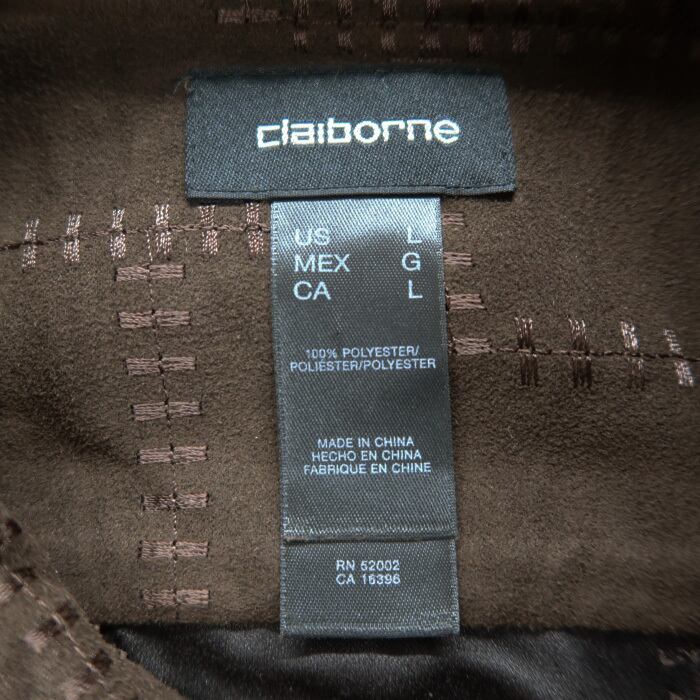 claiborne
US L
MEX G
CA L
100% POLYESTER/
POLIÉSTER/POLYESTER
MADE IN CHINA
HECHO EN CHINA
FABRIQUE EN CHINE
RN 52002
CA 16396